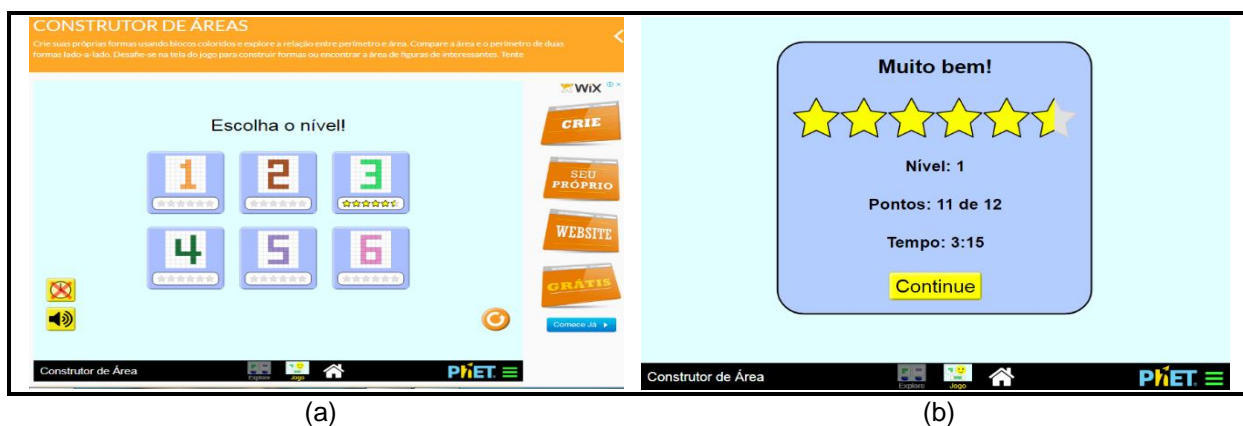 CONSTRUTOR DE ÁREAS
Crie suas próprias formas usando blocos coloridos e explore a relação entre perímetro e área. Compare a área e o perímetro de duas
formas lado-a-lado. Desafie-se na tela do jogo para construir formas ou encontrar a área de figuras de interessantes. Tente
Escolha o nível!
1 2 3
4 5 6
WiX
CRIE
SEU
PRÓPRIO
WEBSITE
GRÁTIS
Comece Já
Construtor de Área
Explore
Jogo
PhET
(a)
Muito bem!
Nível: 1
Pontos: 11 de 12
Tempo: 3:15
Continue
Construtor de Área
Explore
Jogo
PhET
(b)